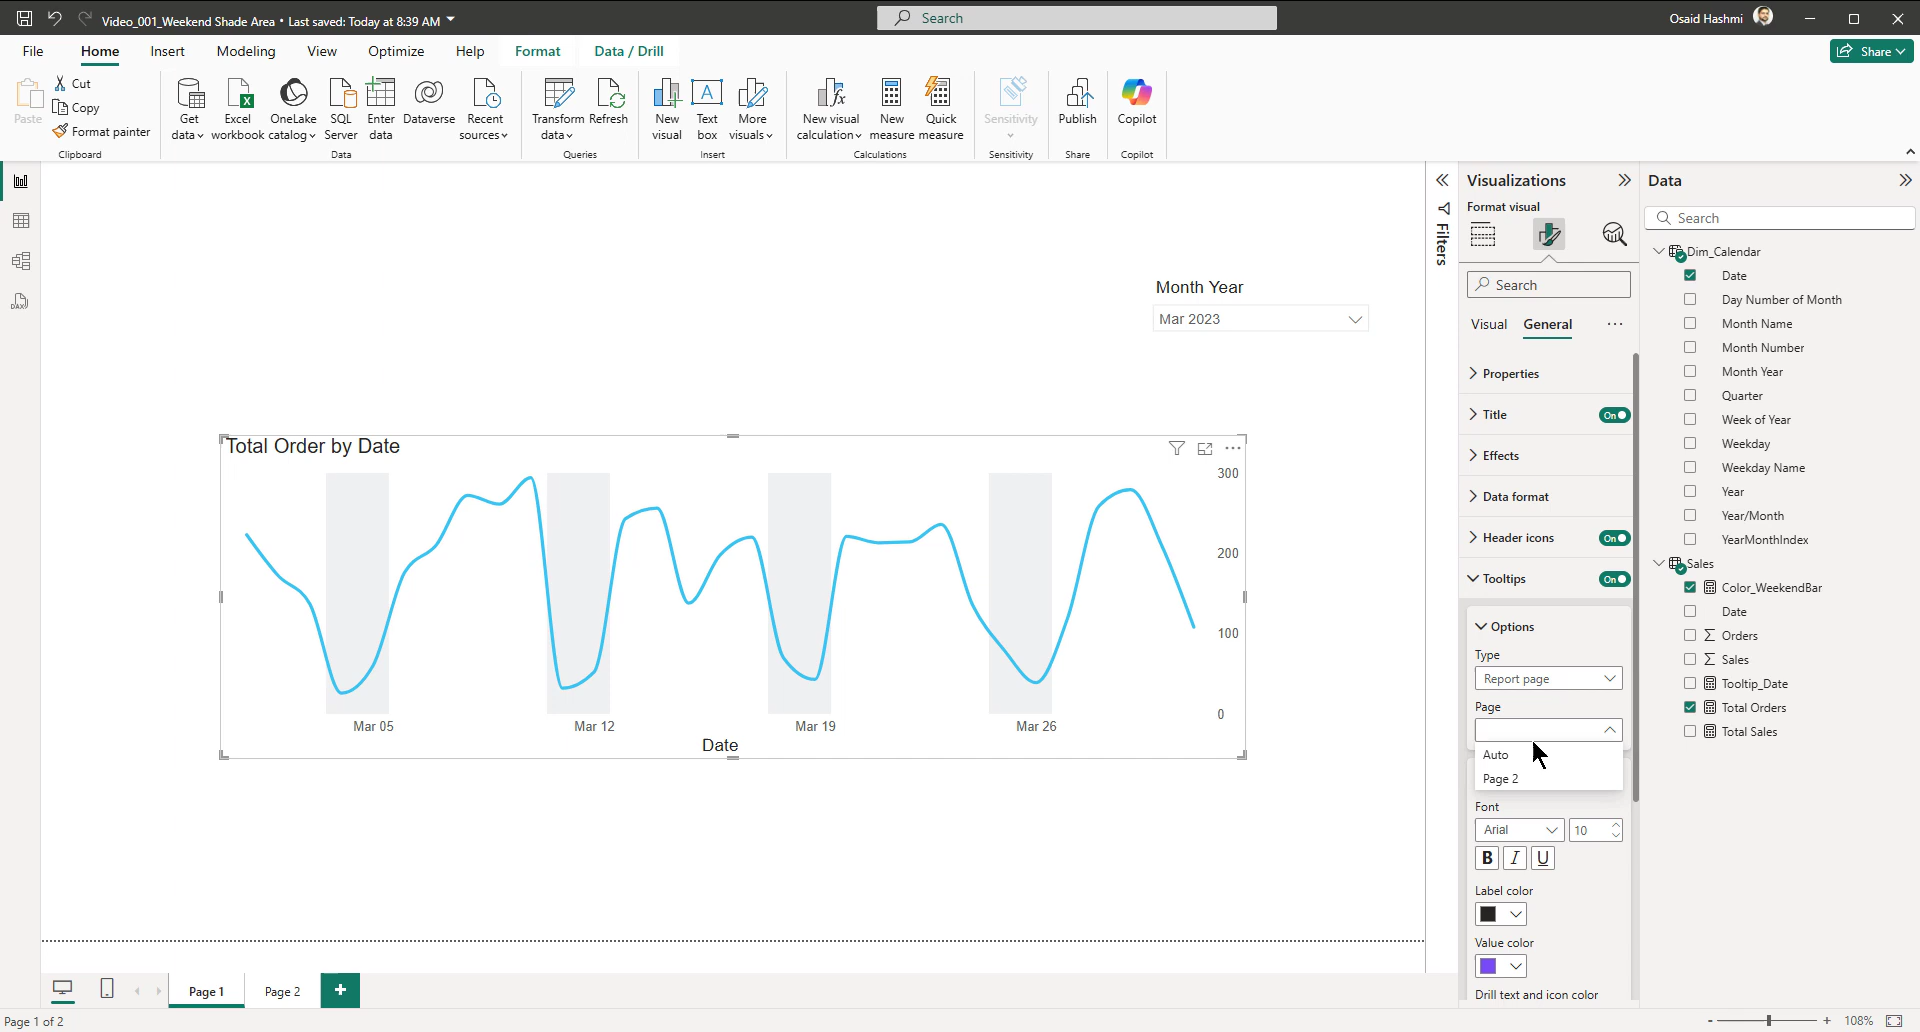 Video_001_Weekend Shade Area • Last saved: Today at 8:39 AM
Search
Osaid Hashmi
File Home Insert Modeling View Optimize Help Format Data / Drill
Share
Paste
Cut
Copy
Format painter
Clipboard
Get data
Excel workbook
OneLake catalog
SQL Server
Enter data
Dataverse
Recent sources
Data
Transform data
Refresh
Queries
New visual
Text box
More visuals
Insert
New visual calculation
New measure
Quick measure
Calculations
Sensitivity
Sensitivity
Publish
Share
Copilot
Copilot
Month Year
Mar 2023
Total Order by Date
300
200
100
0
Mar 05 Mar 12 Mar 19 Mar 26
Date
Filters
Visualizations
Format visual
Search
Visual General
Properties
Title On
Effects
Data format
Header icons On
Tooltips On
Options
Type
Report page
Page
Auto
Page 2
Font
Arial 10
B I U
Label color
Value color
Drill text and icon color
Data
Search
Dim_Calendar
Date
Day Number of Month
Month Name
Month Number
Month Year
Quarter
Week of Year
Weekday
Weekday Name
Year
Year/Month
YearMonthIndex
Sales
Color_WeekendBar
Date
Orders
Sales
Tooltip_Date
Total Orders
Total Sales
Page 1 Page 2 +
Page 1 of 2
- + 108%